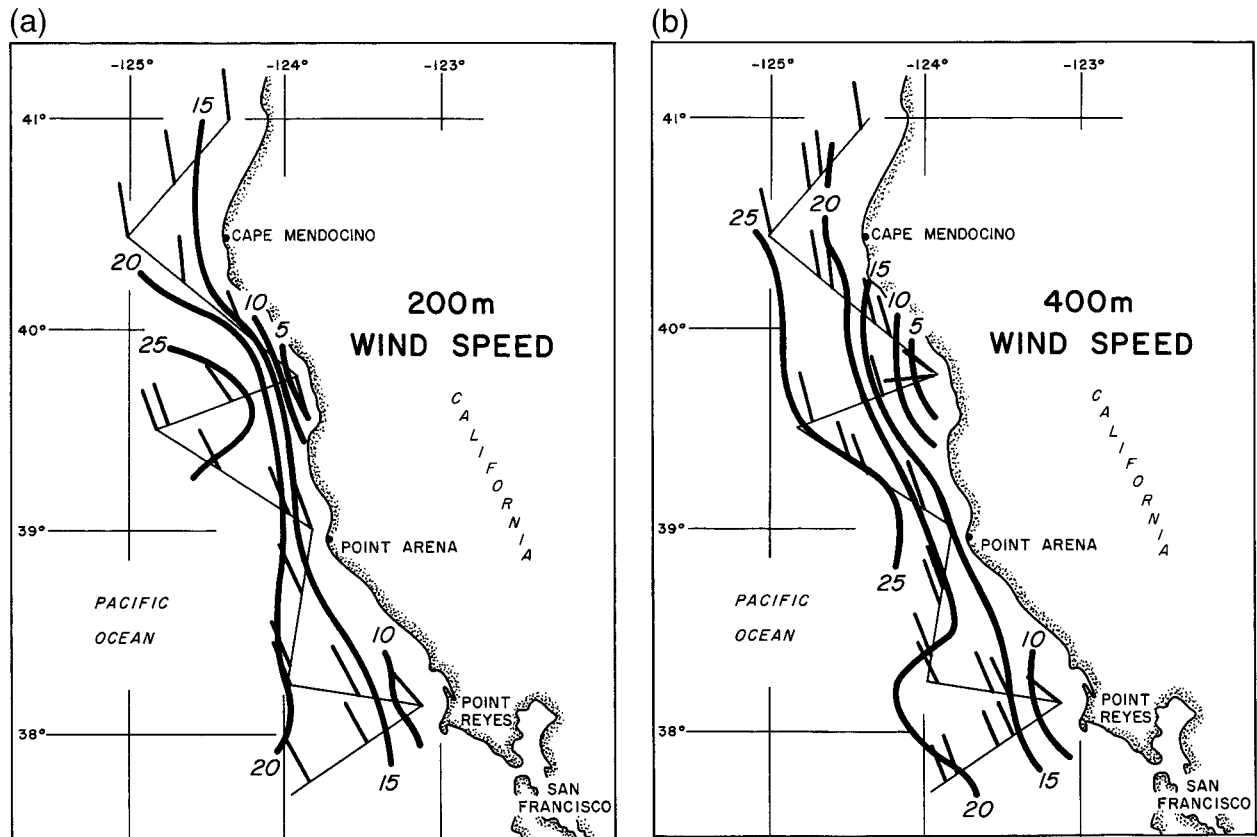 (a)
-125°
-124°
-123°
41°
15
CAPE MENDOCINO
20
10
200m
5
40°
WIND SPEED
25
CALIFORNIA
39°
POINT ARENA
PACIFIC
OCEAN
10
POINT
REYES
38°
20
15
SAN
FRANCISCO
(b)
-125°
-124°
-123°
41°
20
25
CAPE MENDOCINO
15
10
400m
5
40°
WIND SPEED
CALIFORNIA
39°
POINT ARENA
25
PACIFIC
OCEAN
10
POINT
REYES
38°
15
20
SAN
FRANCISCO